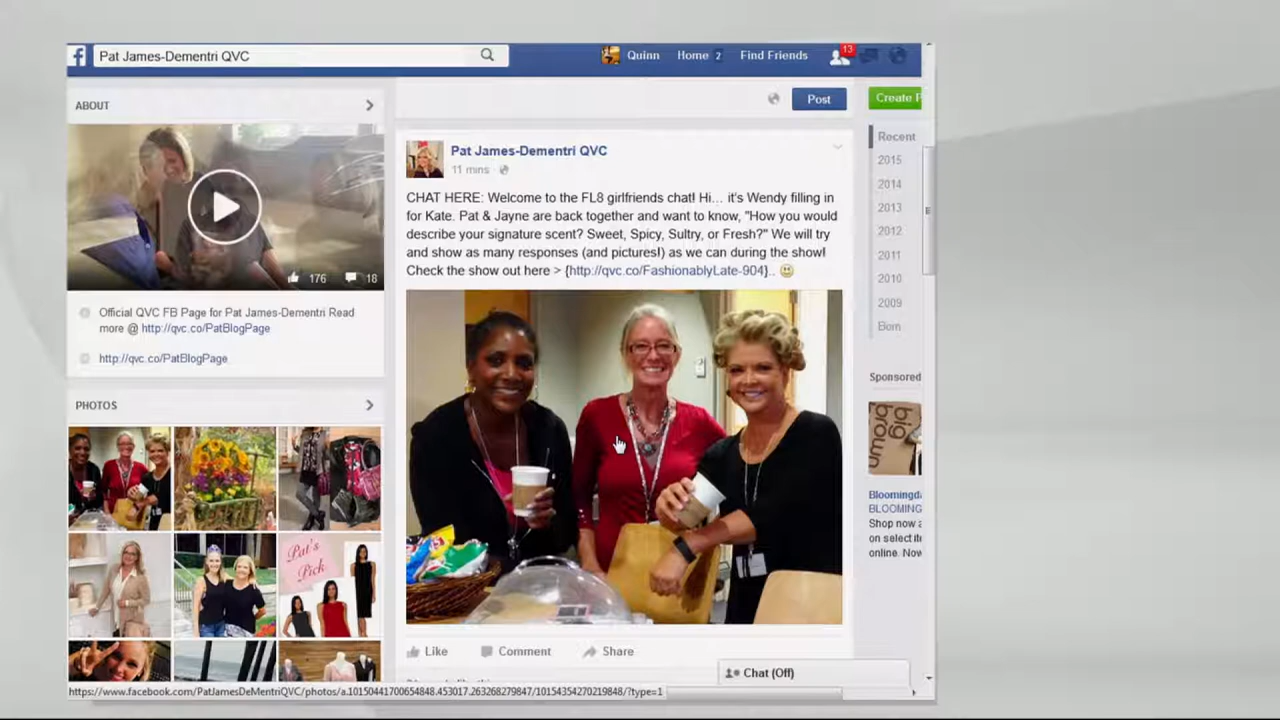 Pat James-Dementri QVC
Quinn
Home 2
Find Friends
13
ABOUT
176
18
Official QVC FB Page for Pat James-Dementri Read
more @ http://qvc.co/PatBlogPage
http://qvc.co/PatBlogPage
PHOTOS
Pat's
Pick
Post
Pat James-Dementri QVC
11 mins
CHAT HERE: Welcome to the FL8 girlfriends chat! Hi... it's Wendy filling in
for Kate. Pat & Jayne are back together and want to know, "How you would
describe your signature scent? Sweet, Spicy, Sultry, or Fresh?" We will try
and show as many responses (and pictures!) as we can during the show!
Check the show out here > {http://qvc.co/FashionablyLate-904}..
Like
Comment
Share
Chat (Off)
Create P
Recent
2015
2014
2013
2012
2011
2010
2009
Born
Sponsored
big
brown
Bloomingda
BLOOMING
Shop now a
on select it
online. Now
https://www.facebook.com/PatJamesDeMentriQVC/photos/a.10150441700654848.453017.263268279847/10154354270219848/?type=1